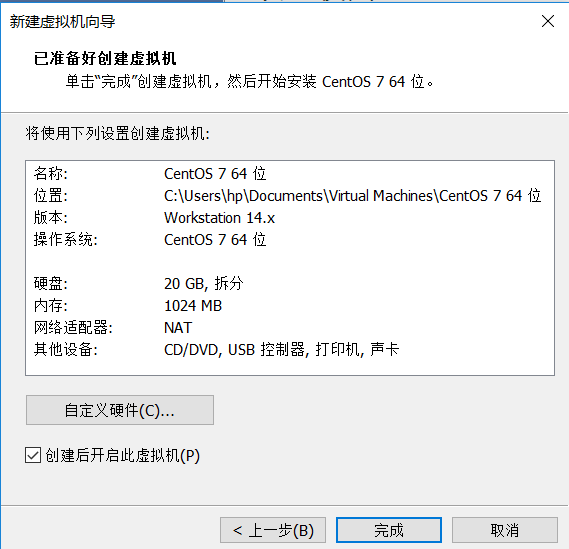 新建虚拟机向导
已准备好创建虚拟机
单击“完成”创建虚拟机，然后开始安装 CentOS 7 64 位。
将使用下列设置创建虚拟机:
名称: CentOS 7 64 位
位置: C:\Users\hp\Documents\Virtual Machines\CentOS 7 64 位
版本: Workstation 14.x
操作系统: CentOS 7 64 位
硬盘: 20 GB, 拆分
内存: 1024 MB
网络适配器: NAT
其他设备: CD/DVD, USB 控制器, 打印机, 声卡
自定义硬件(C)...
创建后开启此虚拟机(P)
< 上一步(B) 完成 取消